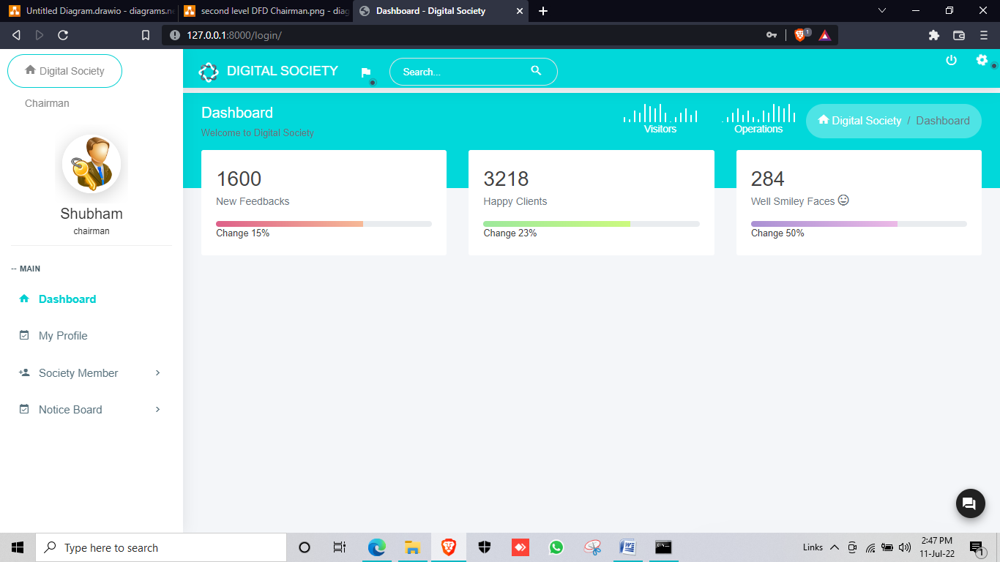 Untitled Diagram.drawio - diagrams.ne
second level DFD Chairman.png - diag
Dashboard - Digital Society
127.0.0.1:8000/login/
1
Digital Society
Chairman
Shubham
chairman
-- MAIN
Dashboard
My Profile
Society Member
Notice Board
DIGITAL SOCIETY
Search...
Dashboard
Welcome to Digital Society
Visitors
Operations
Digital Society / Dashboard
1600
New Feedbacks
Change 15%
3218
Happy Clients
Change 23%
284
Well Smiley Faces
Change 50%
Type here to search
Links
2:47 PM
11-Jul-22
1